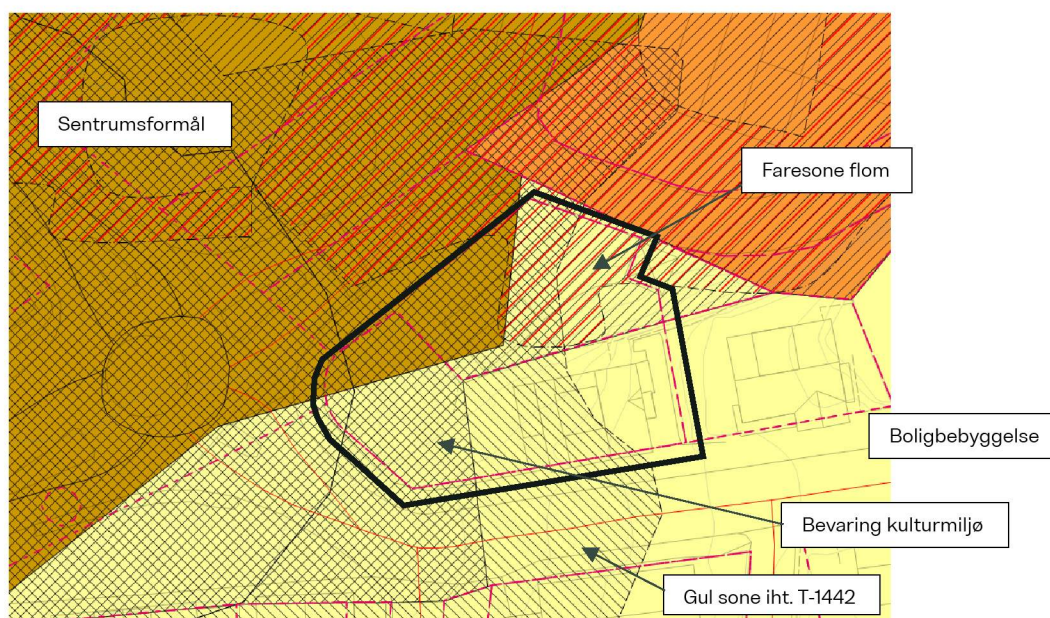 Sentrumsformål
Faresone flom
Boligbebyggelse
Bevaring kulturmiljø
Gul sone iht. T-1442